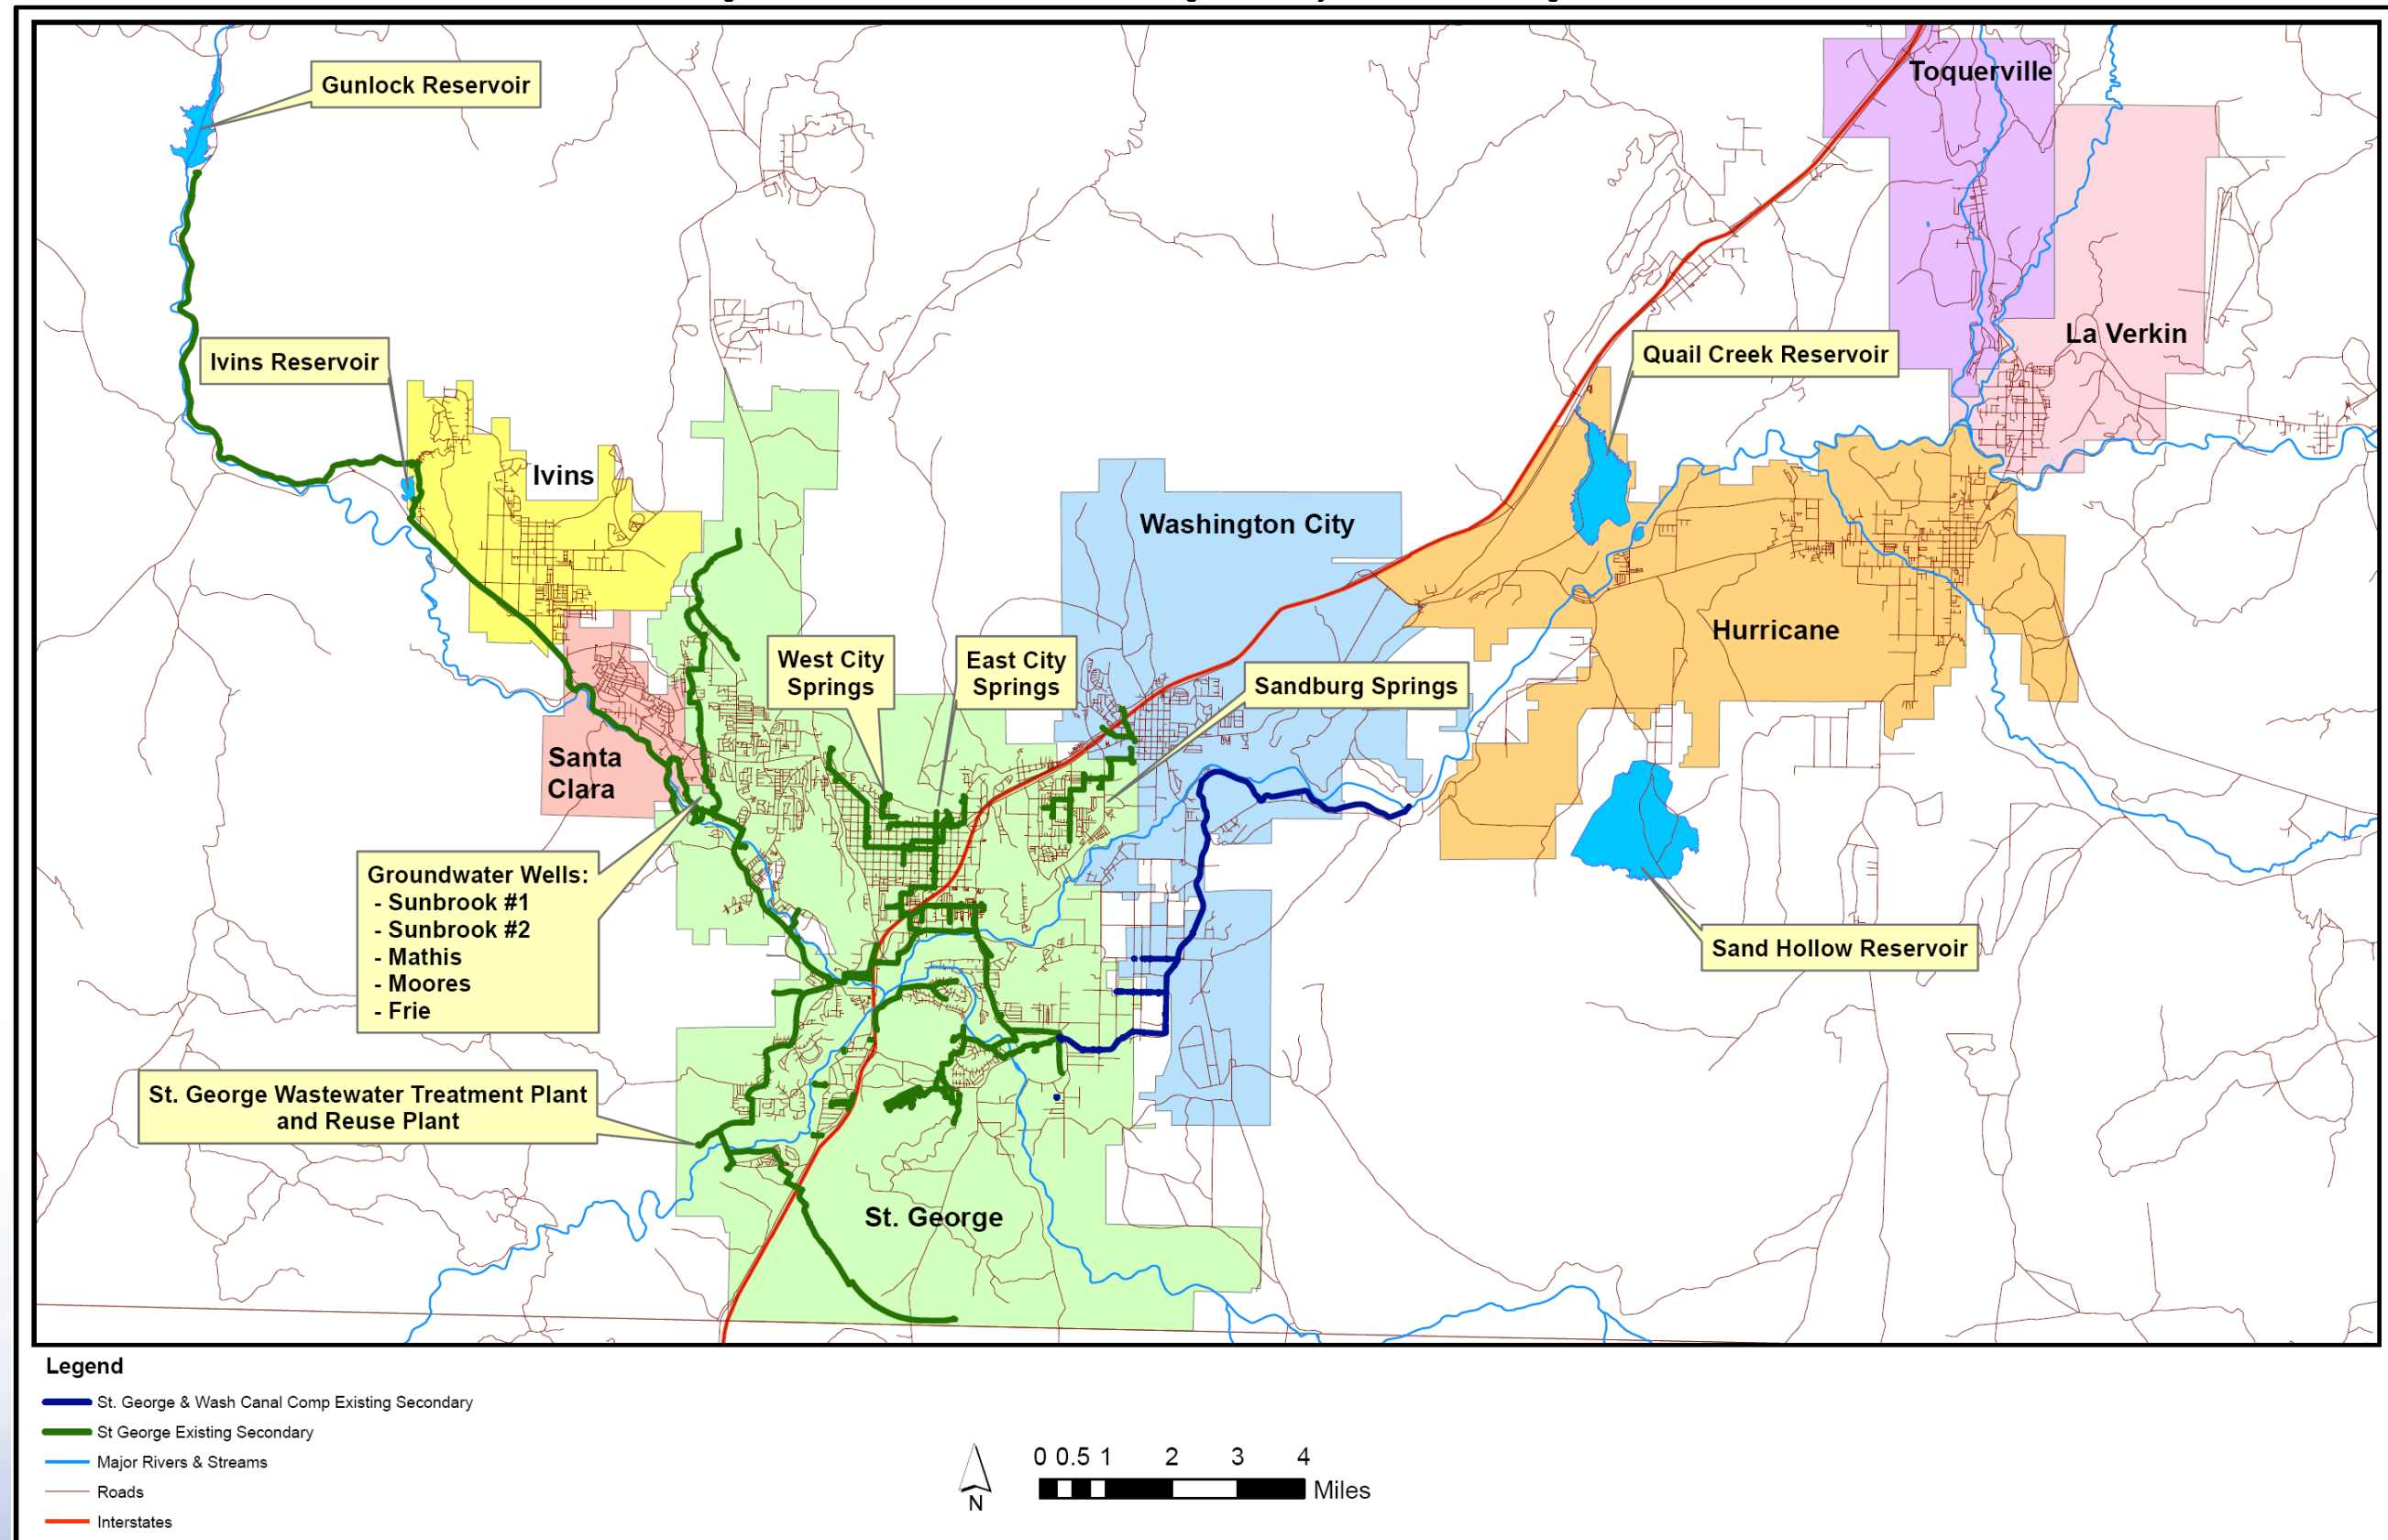 Toquerville
Gunlock Reservoir
La Verkin
Quail Creek Reservoir
Ivins Reservoir
Ivins
Washington City
Hurricane
West City
Springs
East City
Springs
Sandburg Springs
Santa
Clara
Groundwater Wells:
- Sunbrook #1
- Sunbrook #2
- Mathis
- Moores
- Frie
Sand Hollow Reservoir
St. George Wastewater Treatment Plant
and Reuse Plant
St. George
Legend
St. George & Wash Canal Comp Existing Secondary
St George Existing Secondary
Major Rivers & Streams
Roads
Interstates
N
0 0.5 1 2 3 4
Miles